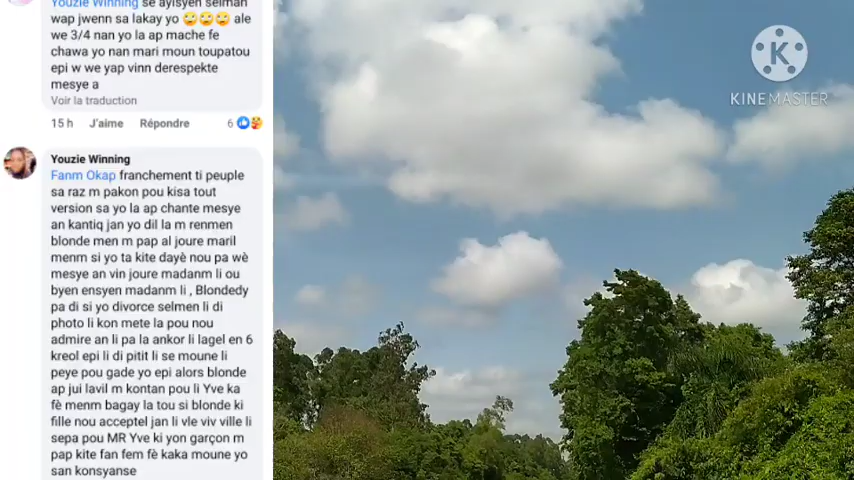 Youzie Winning se ayisyen selman
wap jwenn sa lakay yo 🙄🙄🙄 ale
we 3/4 nan yo la ap mache fe
chawa yo nan mari moun toupatou
epi w we yap vinn derespekte
mesye a
Voir la traduction
15 h J'aime Répondre 6
Youzie Winning
Fanm Okap franchement ti peuple
sa raz m pakon pou kisa tout
version sa yo la ap chante mesye
an kantiq jan yo dil la m renmen
blonde men m pap al joure maril
menm si yo ta kite dayè nou pa wè
mesye an vin joure madanm li ou
byen ensyen madanm li , Blondedy
pa di si yo divorce selmen li di
photo li kon mete la pou nou
admire an li pa la ankor li lagel en 6
kreol epi li di pitit li se moune li
peye pou gade yo epi alors blonde
ap jui lavil m kontan pou li Yve ka
fè menm bagay la tou si blonde ki
fille nou acceptel jan li vle viv ville li
sepa pou MR Yve ki yon garçon m
pap kite fan fem fè kaka moune yo
san konsyanse
KINEMASTER